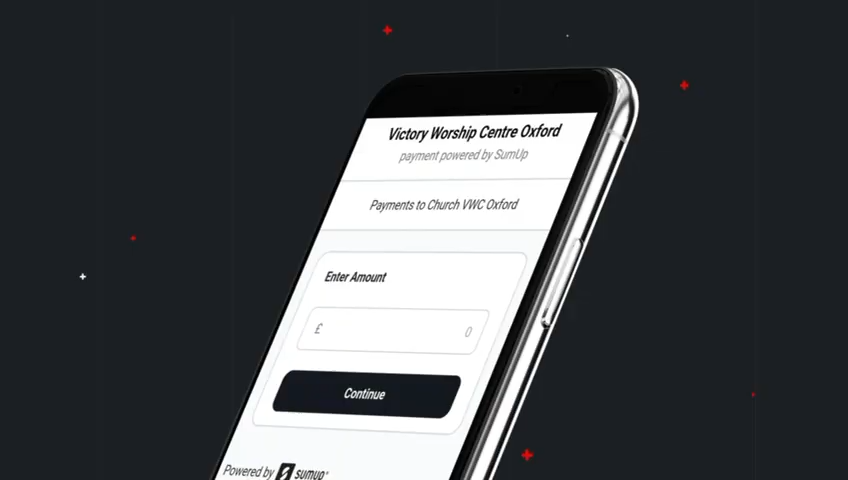 Victory Worship Centre Oxford
payment powered by SumUp
Payments to Church VWC Oxford
Enter Amount
£ 0
Continue
Powered by sumup®